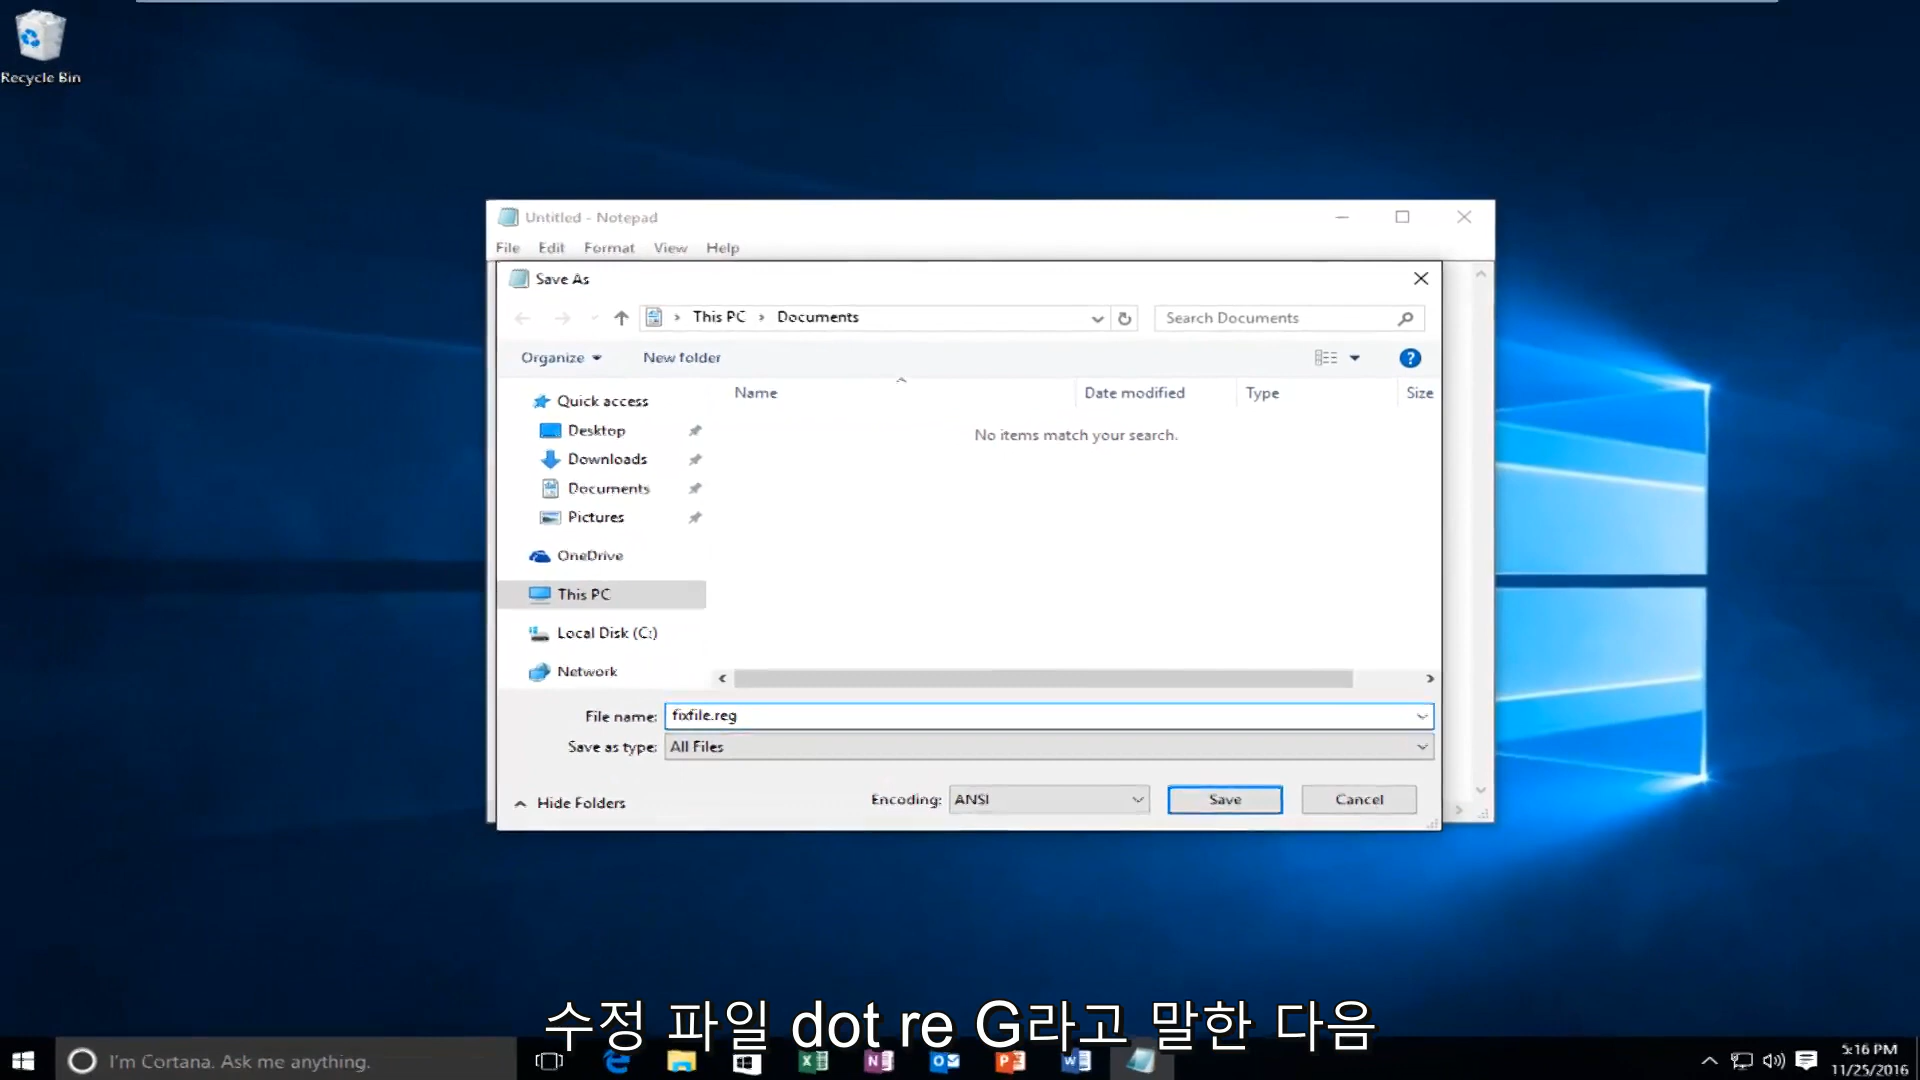 Recycle Bin
Untitled - Notepad
File Edit Format View Help
Save As
This PC › Documents
Search Documents
Organize New folder
Name Date modified Type Size
No items match your search.
Quick access
Desktop
Downloads
Documents
Pictures
OneDrive
This PC
Local Disk (C:)
Network
File name: fixfile.reg
Save as type: All Files
Hide Folders Encoding: ANSI Save Cancel
수정 파일 dot re G라고 말한 다음
I'm Cortana. Ask me anything.
5:16 PM
11/25/2016